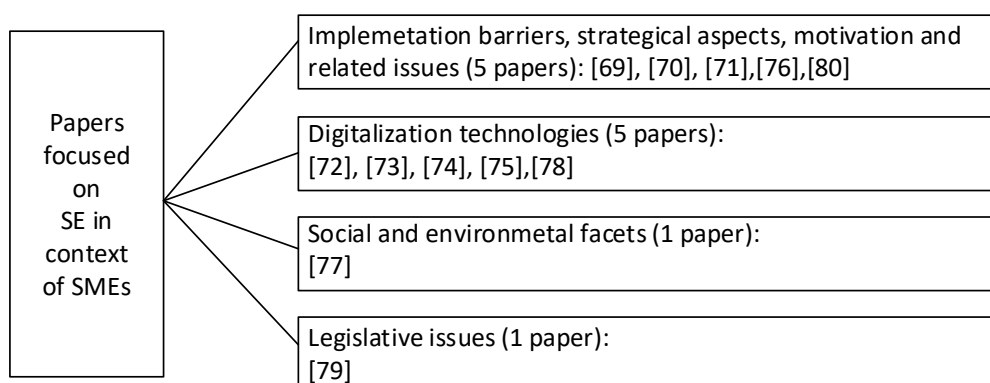 Papers
focused
on
SE in
context
of SMEs
Implemetation barriers, strategical aspects, motivation and
related issues (5 papers): [69], [70], [71],[76],[80]
Digitalization technologies (5 papers):
[72], [73], [74], [75],[78]
Social and environmetal facets (1 paper):
[77]
Legislative issues (1 paper):
[79]